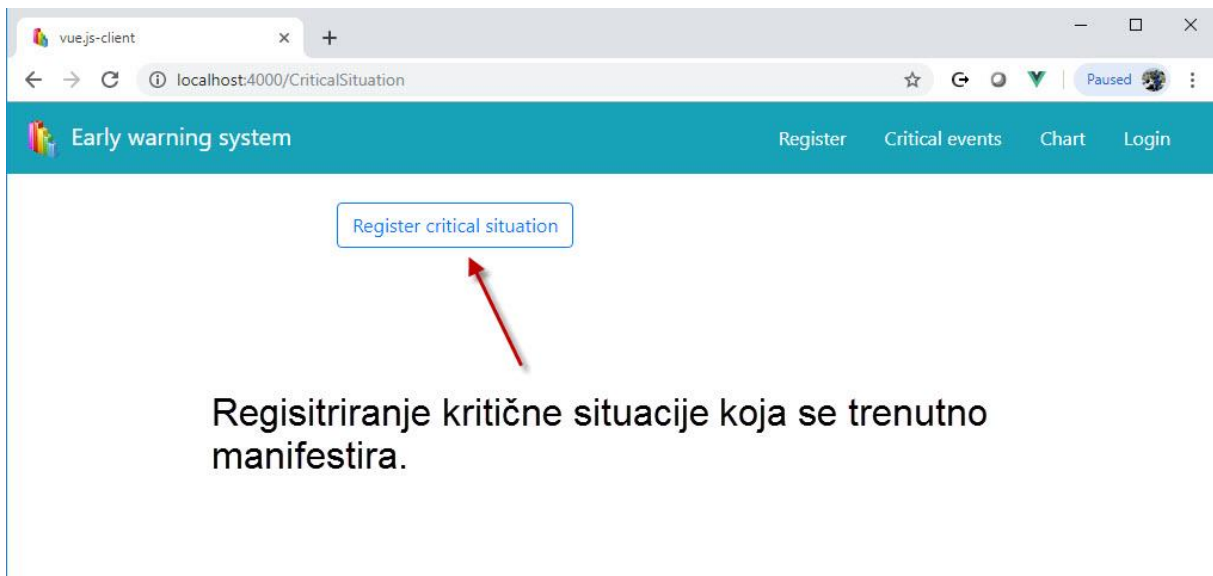 vue.js-client
localhost:4000/CriticalSituation
Paused
Early warning system
Register
Critical events
Chart
Login
Register critical situation
Regisitriranje kritične situacije koja se trenutno
manifestira.